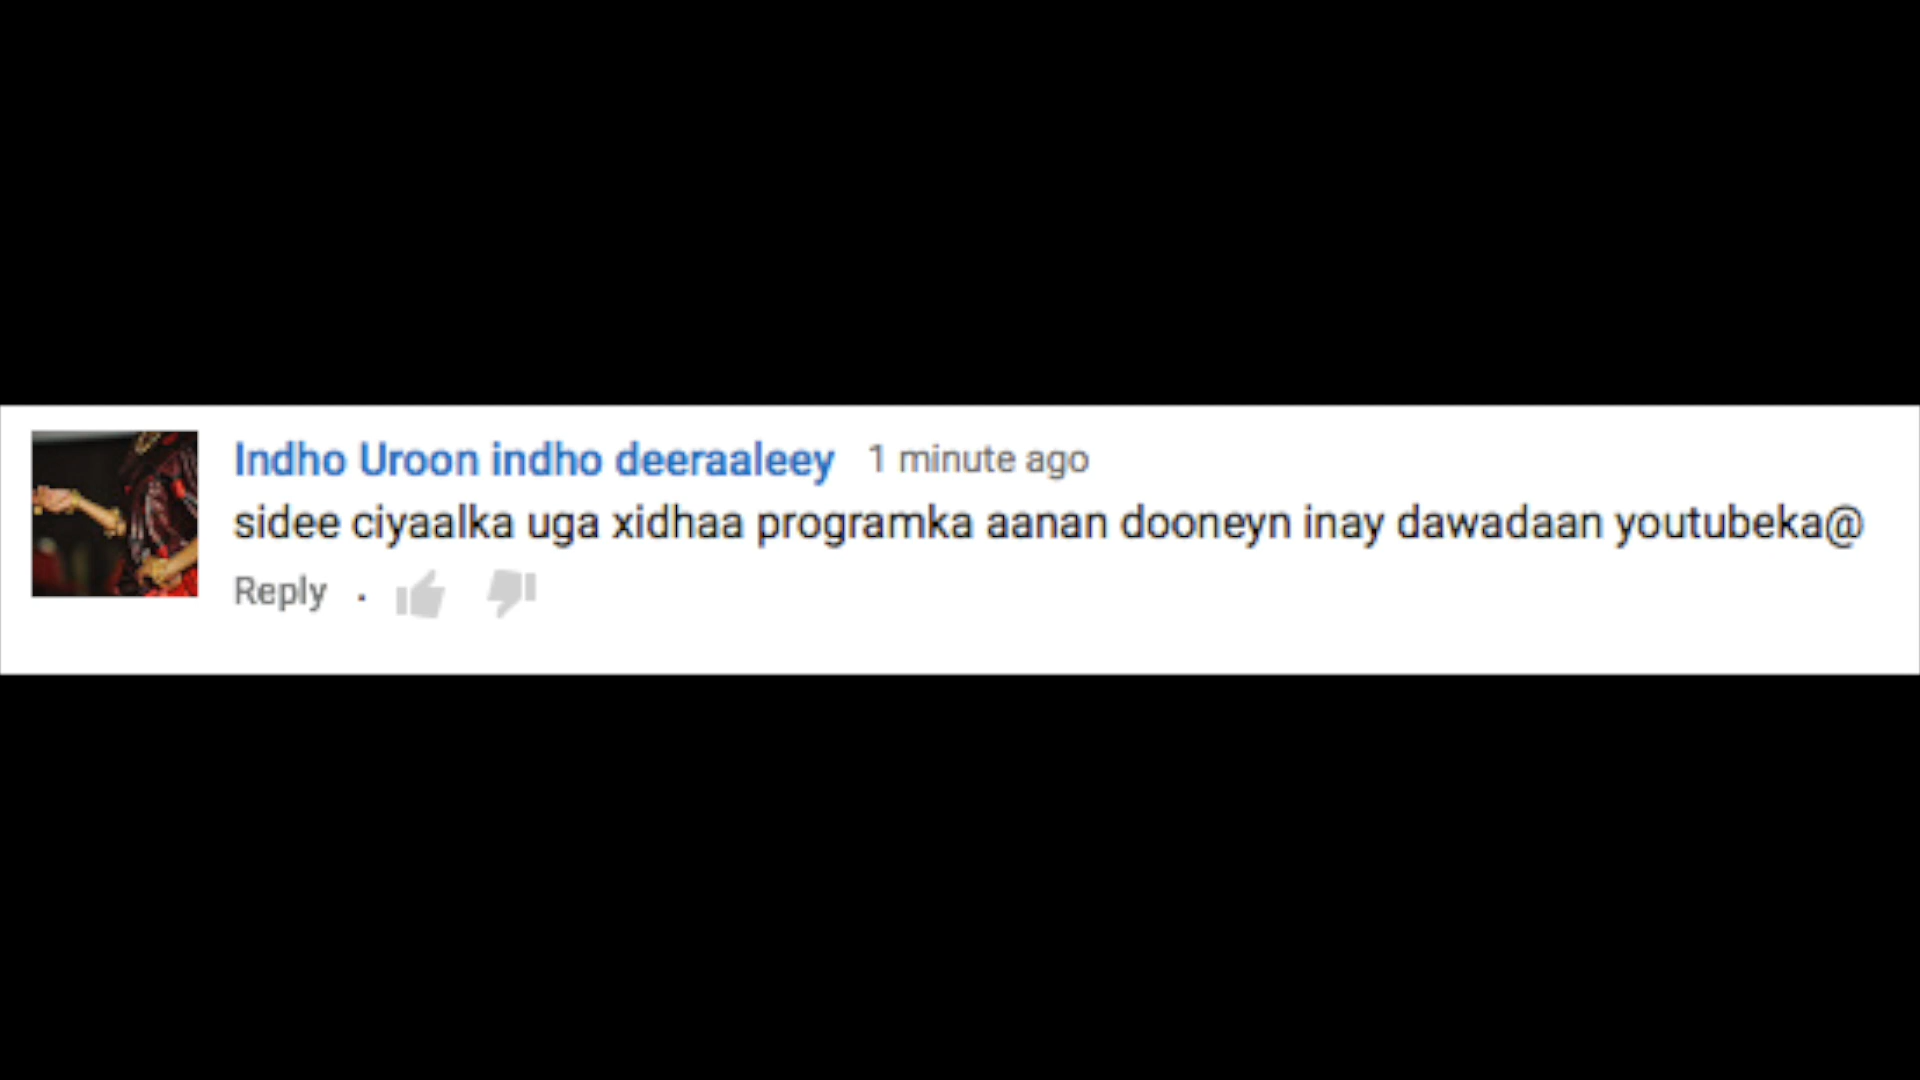 Indho Uroon indho deeraaleey 1 minute ago
sidee ciyaalka uga xidhaa programka aanan dooneyn inay dawadaan youtubeka@
Reply .